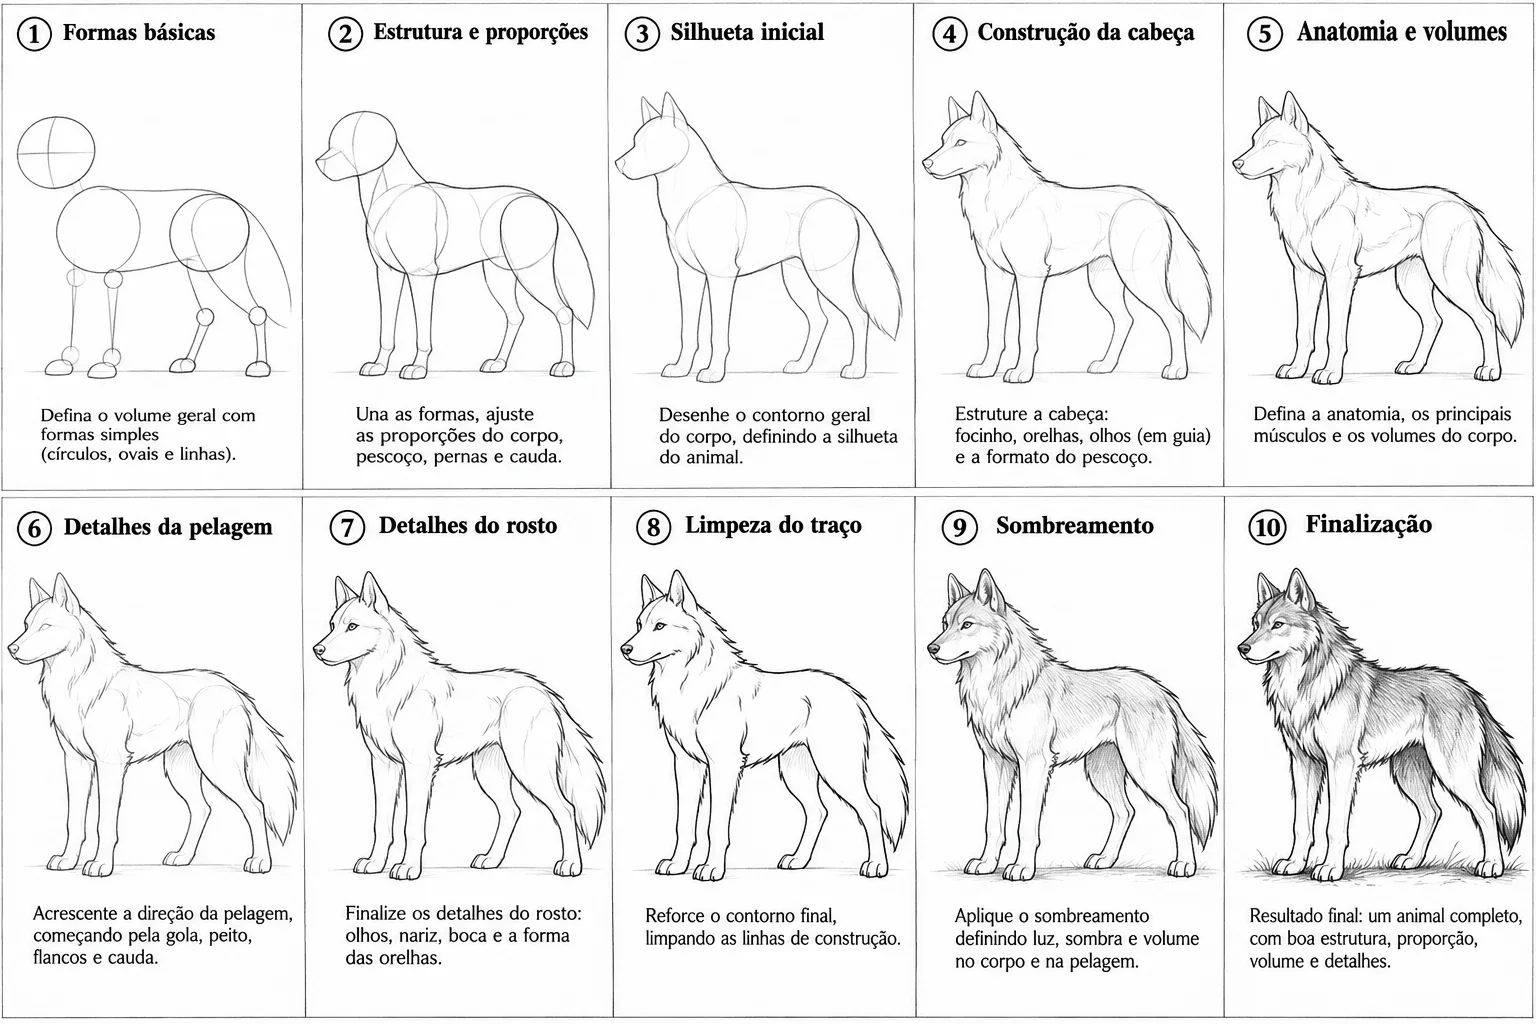 1 Formas básicas
Defina o volume geral com
formas simples
(círculos, ovais e linhas).
2 Estrutura e proporções
Una as formas, ajuste
as proporções do corpo,
pescoço, pernas e cauda.
3 Silhueta inicial
Desenhe o contorno geral
do corpo, definindo a silhueta
do animal.
4 Construção da cabeça
Estruture a cabeça:
focinho, orelhas, olhos (em guia)
e a formato do pescoço.
5 Anatomia e volumes
Defina a anatomia, os principais
músculos e os volumes do corpo.
6 Detalhes da pelagem
Acrescente a direção da pelagem,
começando pela gola, peito,
flancos e cauda.
7 Detalhes do rosto
Finalize os detalhes do rosto:
olhos, nariz, boca e a forma
das orelhas.
8 Limpeza do traço
Reforce o contorno final,
limpando as linhas de construção.
9 Sombreamento
Aplique o sombreamento
definindo luz, sombra e volume
no corpo e na pelagem.
10 Finalização
Resultado final: um animal completo,
com boa estrutura, proporção,
volume e detalhes.